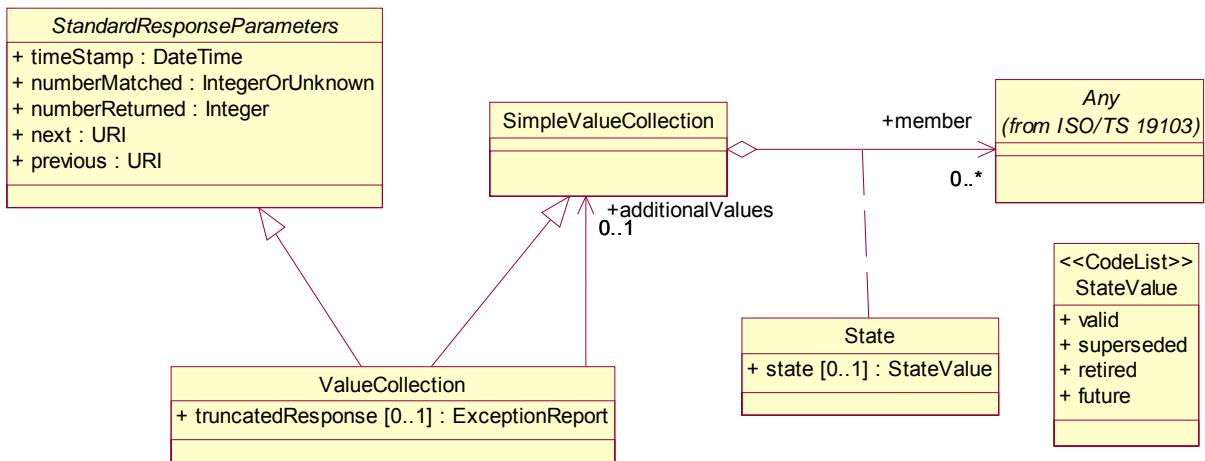 StandardResponseParameters
+ timeStamp : DateTime
+ numberMatched : IntegerOrUnknown
+ numberReturned : Integer
+ next : URI
+ previous : URI
SimpleValueCollection
+member
0..*
Any
(from ISO/TS 19103)
+additionalValues
0..1
<<CodeList>>
StateValue
+ valid
+ superseded
+ retired
+ future
State
+ state [0..1] : StateValue
ValueCollection
+ truncatedResponse [0..1] : ExceptionReport